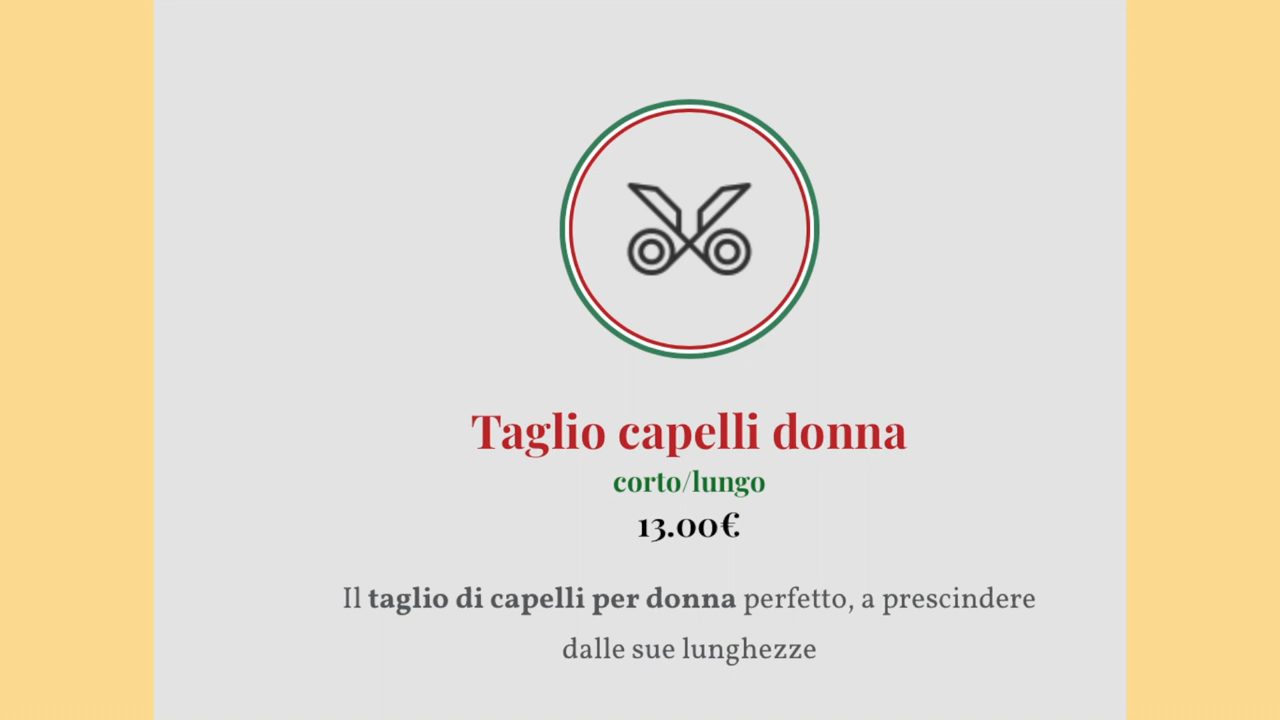 Taglio capelli donna
corto/lungo
13.00€
Il taglio di capelli per donna perfetto, a prescindere
dalle sue lunghezze